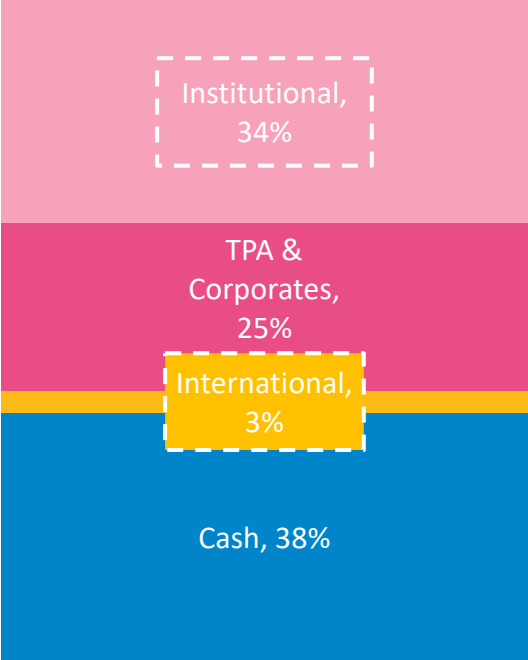 Institutional,
34%
TPA &
Corporates,
25%
International,
3%
Cash, 38%